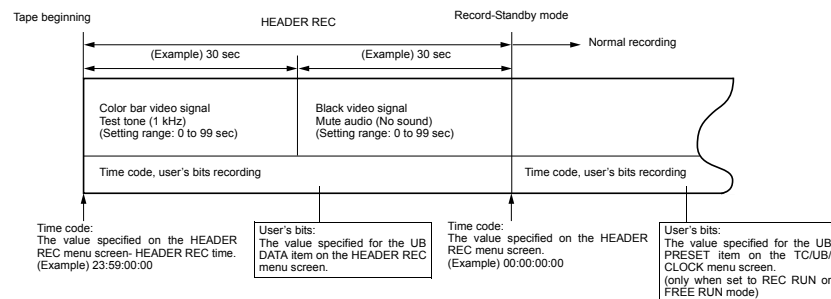 Tape beginning
HEADER REC
Record-Standby mode
(Example) 30 sec
(Example) 30 sec
Normal recording
Color bar video signal
Test tone (1 kHz)
(Setting range: 0 to 99 sec)
Black video signal
Mute audio (No sound)
(Setting range: 0 to 99 sec)
Time code, user's bits recording
Time code, user's bits recording
Time code:
The value specified on the HEADER
REC menu screen- HEADER REC time.
(Example) 23:59:00:00
User's bits:
The value specified for the UB
DATA item on the HEADER REC
menu screen.
Time code:
The value specified on the HEADER
REC menu screen.
(Example) 00:00:00:00
User's bits:
The value specified for the UB
PRESET item on the TC/UB/
CLOCK menu screen.
(only when set to REC RUN or
FREE RUN mode)